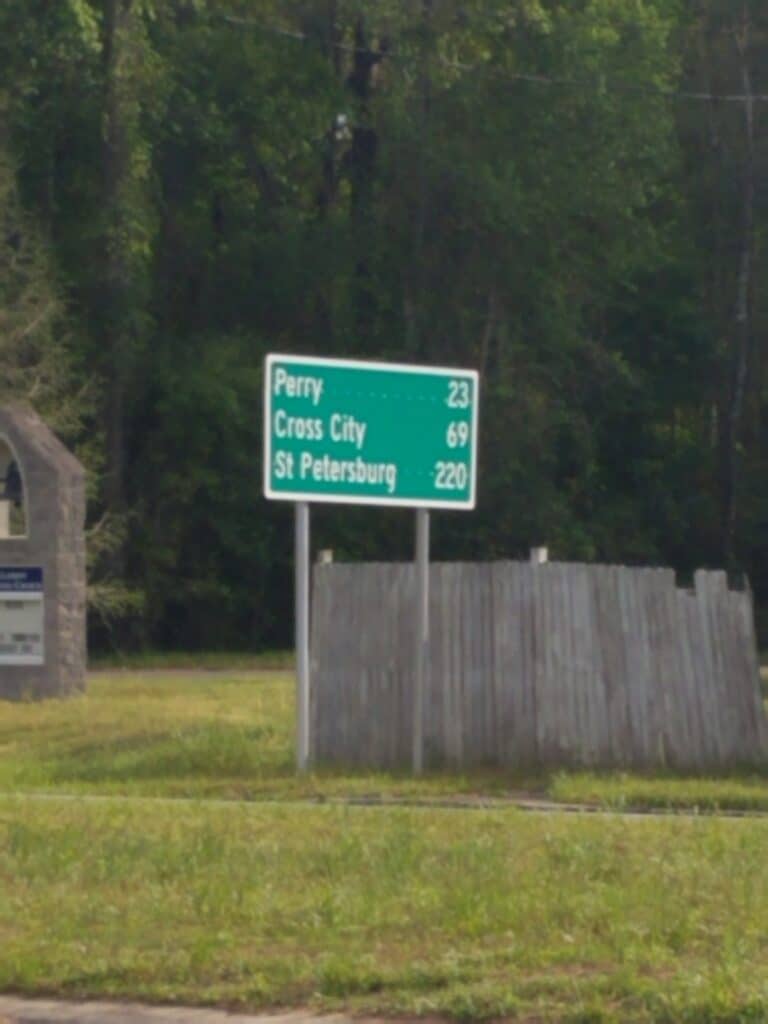 Perry 23
Cross City 69
St Petersburg 220